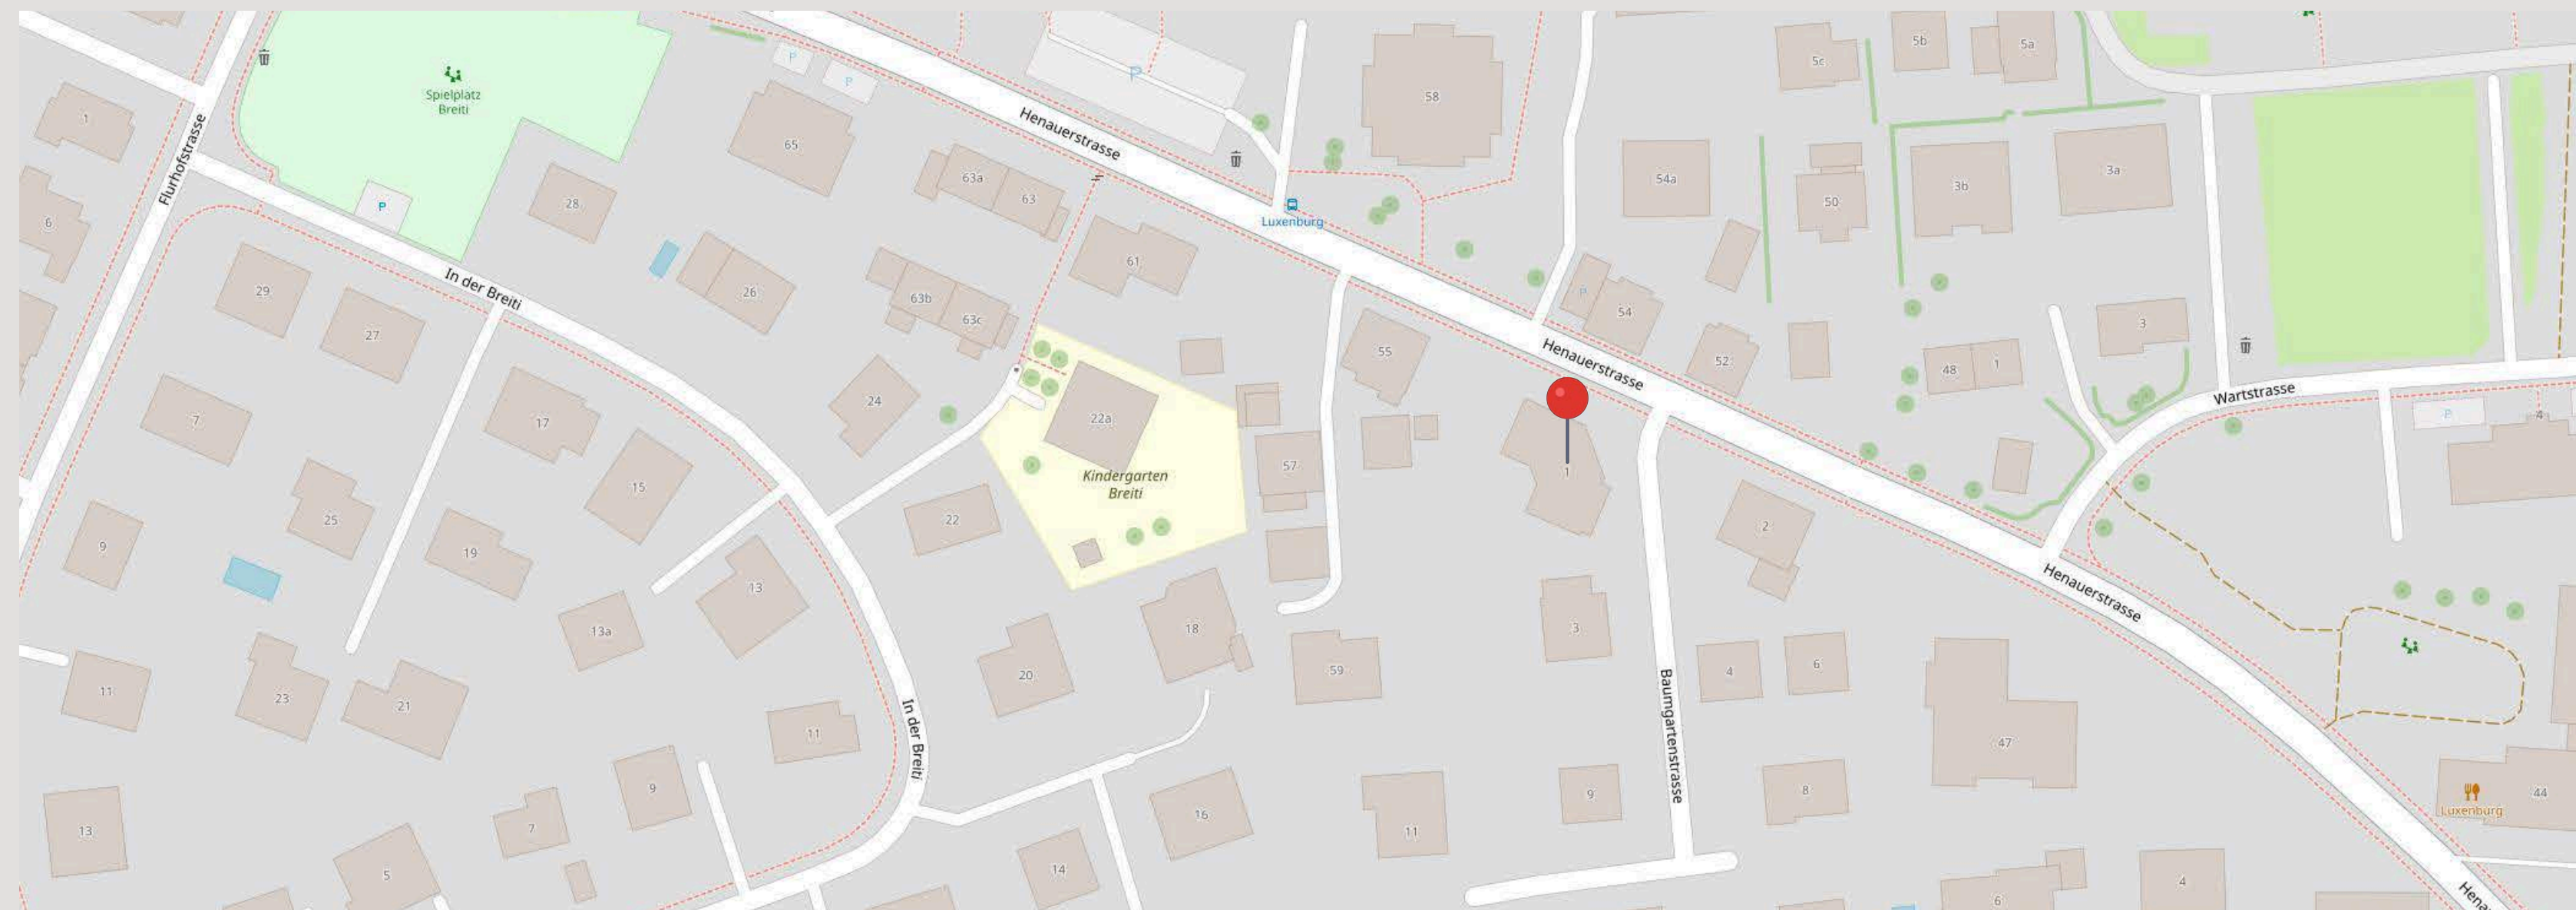 P
P
P
Spielplatz
Breiti
1
Flurhofstrasse
6
P
28
65
Henauerstrasse
63a
63
58
Luxenburg
5c
5b
5a
54a
50
3b
3a
29
In der Breiti
27
26
63b
63c
61
55
P
54
Henauerstrasse
52
48
1
3
Wartstrasse
P
4
7
17
24
22a
Kindergarten
Breiti
57
1
2
25
15
9
19
22
13
13a
18
20
59
3
4
6
Baumgartenstrasse
Henauerstrasse
11
23
21
11
In der Breiti
47
9
7
13
5
16
14
11
9
8
44
Luxenburg
6
4
Hena